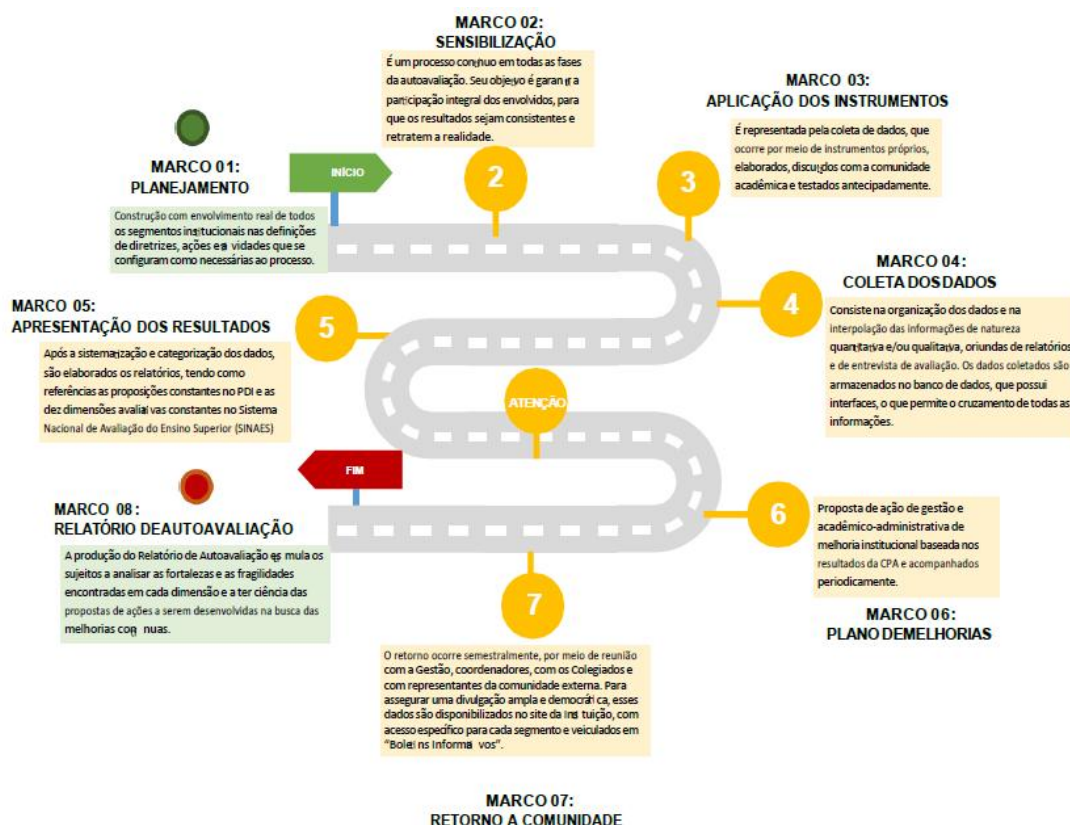 MARCO 01:
PLANEJAMENTO
Construção com envolvimento real de todos
os segmentos institucionais nas definições
de diretrizes, ações e vidades que se
configuram como necessárias ao processo.
INÍCIO
MARCO 02:
SENSIBILIZAÇÃO
É um processo contínuo em todas as fases
da autoavaliação. Seu objetivo é garantir a
participação integral dos envolvidos, para
que os resultados sejam consistentes e
retratem a realidade.
2
MARCO 03:
APLICAÇÃO DOS INSTRUMENTOS
É representada pela coleta de dados, que
ocorre por meio de instrumentos próprios,
elaborados, discutidos com a comunidade
acadêmica e testados antecipadamente.
3
MARCO 04:
COLETA DOS DADOS
Consiste na organização dos dados e na
interpolação das informações de natureza
quantitativa e/ou qualitativa, oriundas de relatórios
e de entrevista de avaliação. Os dados coletados são
armazenados no banco de dados, que possui
interfaces, o que permite o cruzamento de todas as
informações.
4
MARCO 05:
APRESENTAÇÃO DOS RESULTADOS
Após a sistematização e categorização dos dados,
são elaborados os relatórios, tendo como
referências as proposições constantes no PDI e as
dez dimensões avaliativas constantes no Sistema
Nacional de Avaliação do Ensino Superior (SINAES)
5
ATENÇÃO
6
Proposta de ação de gestão e
acadêmico-administrativa de
melhoria institucional baseada nos
resultados da CPA e acompanhados
periodicamente.
MARCO 06:
PLANO DEMELHORIAS
FIM
MARCO 08:
RELATÓRIO DEAUTOAVALIAÇÃO
A produção do Relatório de Autoavaliação es mula os
sujeitos a analisar as fortalezas e as fragilidades
encontradas em cada dimensão e a ter ciência das
propostas de ações a serem desenvolvidas na busca das
melhorias con nuas.
7
O retorno ocorre semestralmente, por meio de reunião
com a Gestão, coordenadores, com os Colegiados e
com representantes da comunidade externa. Para
assegurar uma divulgação ampla e democrática, esses
dados são disponibilizados no site da Ins tuição, com
acesso específico para cada segmento e veiculados em
"Boletins Informa vos".
MARCO 07:
RETORNO A COMUNIDADE